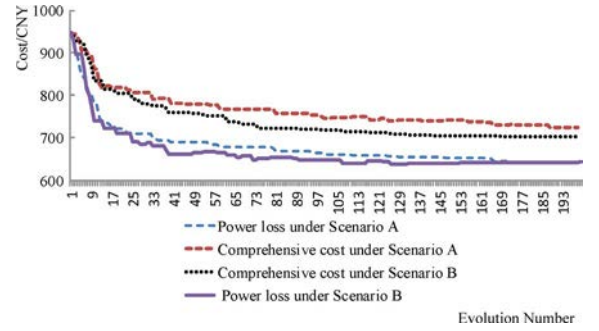 Cost/CNY
1000
900
800
700
600
1 9 17 25 33 41 49 57 65 73 81 89 97 105 113 121 129 137 145 153 161 169 177 185 193
Power loss under Scenario A
Comprehensive cost under Scenario A
Comprehensive cost under Scenario B
Power loss under Scenario B
Evolution Number